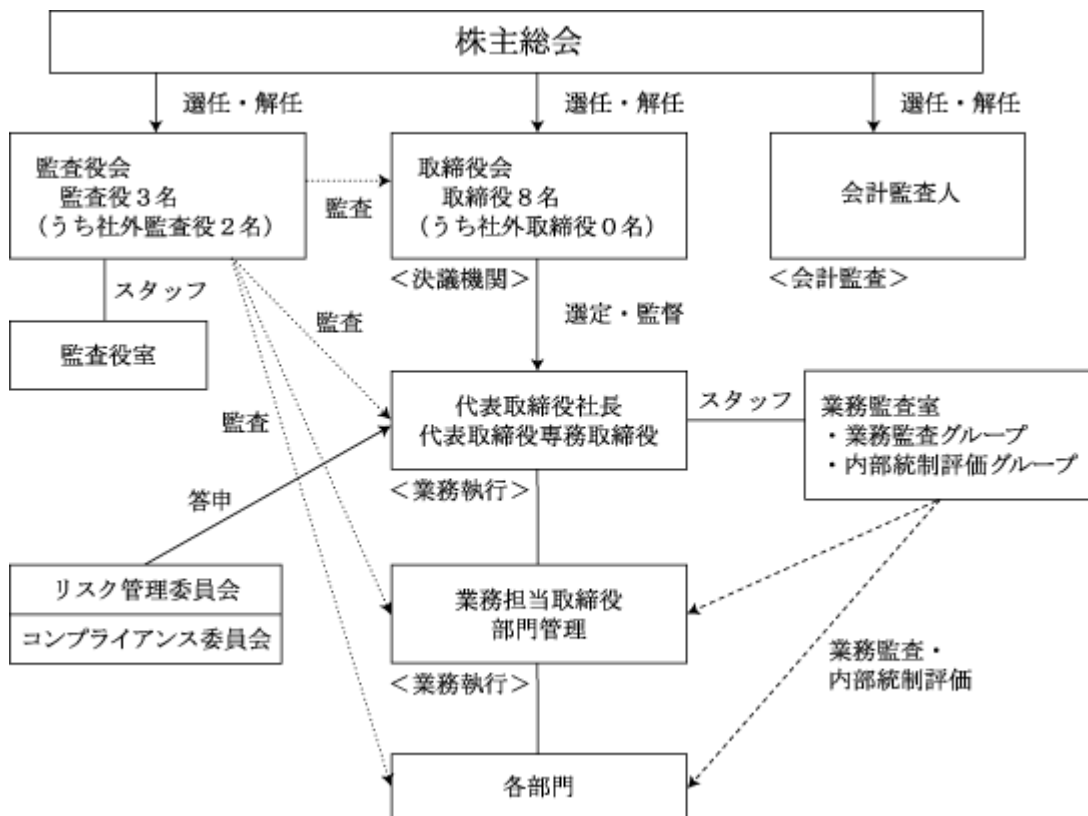 株主総会
選任・解任
選任・解任
選任・解任
監査役会
監査役3名
(うち社外監査役2名)
監査
取締役会
取締役8名
(うち社外取締役0名)
会計監査人
<決議機関>
<会計監査>
スタッフ
監査役室
監査
選定・監督
監査
代表取締役社長
代表取締役専務取締役
スタッフ
業務監査室
・業務監査グループ
・内部統制評価グループ
<業務執行>
答申
リスク管理委員会
コンプライアンス委員会
業務担当取締役
部門管理
業務監査・
内部統制評価
<業務執行>
各部門